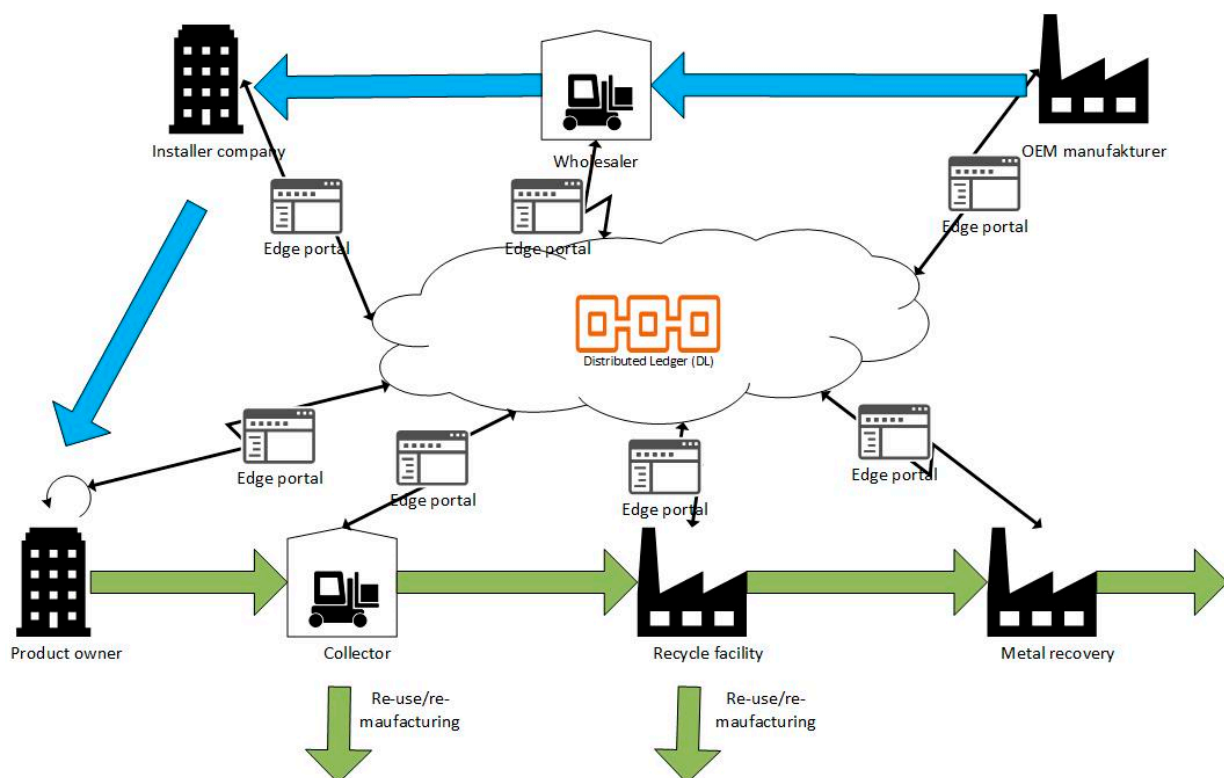 Installer company
Wholesaler
OEM manufakturer
Edge portal
Edge portal
Edge portal
Distributed Ledger (DL)
Edge portal
Edge portal
Edge portal
Edge portal
Product owner
Collector
Recycle facility
Metal recovery
Re-use/re-
maufacturing
Re-use/re-
maufacturing